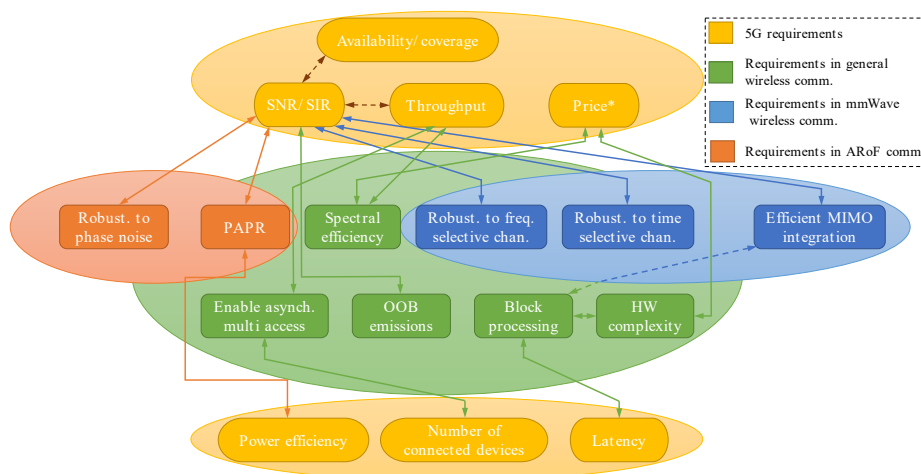 Availability/ coverage
SNR/ SIR
Throughput
Price*
5G requirements
Requirements in general
wireless comm.
Requirements in mmWave
wireless comm.
Requirements in ARoF comm
Robust. to
phase noise
PAPR
Spectral
efficiency
Robust. to freq.
selective chan.
Robust. to time
selective chan.
Efficient MIMO
integration
Enable asynch.
multi access
OOB
emissions
Block
processing
HW
complexity
Power efficiency
Number of
connected devices
Latency